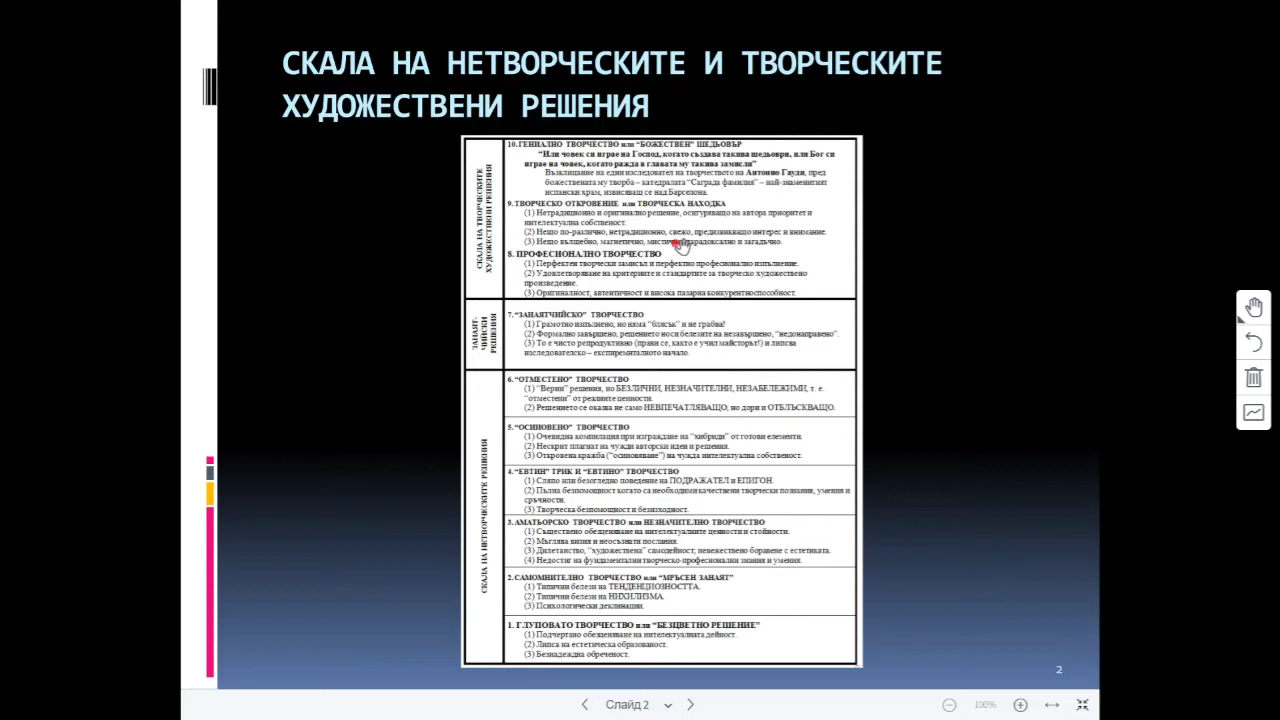 СКАЛА НА НЕТВОРЧЕСКИТЕ И ТВОРЧЕСКИТЕ
ХУДОЖЕСТВЕНИ РЕШЕНИЯ
СКАЛА НА ТВОРЧЕСКИТЕ
ХУДОЖЕСТВЕНИ РЕШЕНИЯ
10. ГЕНИАЛНО ТВОРЧЕСТВО или "БОЖЕСТВЕН" ШЕДЬОВЪР
"Или човек си играе на Господ, когато създава такива шедьоври, или Бог си
играе на човек, когато ражда в главата му такива замисли"
Възклицание на един изследовател на творчеството на Антонио Гауди, пред
божествената му творба – катедралата "Саграда фамилия" – най-знаменитият
испански храм, извисяващ се над Барселона.
9. ТВОРЧЕСКО ОТКРОВЕНИЕ или ТВОРЧЕСКА НАХОДКА
(1) Нетрадиционно и оригинално решение, осигуряващо на автора приоритет и
интелектуална собственост.
(2) Нещо по-различно, нетрадиционно, свежо, предизвикващо интерес и внимание.
(3) Нещо вълшебно, магнетично, парадоксално и загадъчно.
8. ПРОФЕСИОНАЛНО ТВОРЧЕСТВО
(1) Перфектен творчески замисъл и перфектно професионално изпълнение.
(2) Удовлетворяване на критериите и стандартите за творческо художествено
произведение.
(3) Оригиналност, автентичност и висока пазарна конкурентноспособност.
ЗАНАЯТ-
ЧИЙСКИ
РЕШЕНИЯ
7. "ЗАНАЯТЧИЙСКО" ТВОРЧЕСТВО
(1) Грамотно изпълнено, но няма "блясък" и не грабва!
(2) Формално завършено, решението носи белезите на незавършено, "недонаправено".
(3) То е чисто репродуктивно (прави се, както е учил майсторът!) и липсва
изследователско – експерименталното начало.
СКАЛА НА НЕТВОРЧЕСКИТЕ РЕШЕНИЯ
6. "ОТМЕСТЕНО" ТВОРЧЕСТВО
(1) "Верни" решения, но БЕЗЛИЧНИ, НЕЗНАЧИТЕЛНИ, НЕЗАБЕЛЕЖИМИ, т. е.
"отместени" от реалните ценности.
(2) Решението се оказва не само НЕВПЕЧАТЛЯВАЩО, но дори и ОТБЛЪСКВАЩО.
5. "ОСИНОВЕНО" ТВОРЧЕСТВО
(1) Очевидна компилация при изграждане на "хибриди" от готови елементи.
(2) Нескрит плагиат на чужди авторски идеи и решения.
(3) Откровена кражба ("осиновяване") на чужда интелектуална собственост.
4. "ЕВТИН" ТРИК И "ЕВТИНО" ТВОРЧЕСТВО
(1) Сляпо или безогледно поведение на ПОДРАЖАТЕЛ и ЕПИГОН.
(2) Пълна безпомощност когато са необходими качествени творчески познания, умения и
сръчности.
(3) Творческа безпомощност и безизходност.
3. АМАТЬОРСКО ТВОРЧЕСТВО или НЕЗНАЧИТЕЛНО ТВОРЧЕСТВО
(1) Съществено обезценяване на интелектуалните ценности и стойности.
(2) Мъглява визия и неосъзнати послания.
(3) Дилетанство, "художествена" самодейност; невежествено боравене с естетиката.
(4) Недостиг на фундаментални творческо-професионални знания и умения.
2. САМОМНИТЕЛНО ТВОРЧЕСТВО или "МРЪСЕН ЗАНАЯТ"
(1) Типични белези на ТЕНДЕНЦИОЗНОСТТА.
(2) Типични белези на НИХИЛИЗМА.
(3) Психологически декlinации.
1. ГЛУПОВАТО ТВОРЧЕСТВО или "БЕЗЦВЕТНО РЕШЕНИЕ"
(1) Подчертано обезценяване на интелектуалната дейност.
(2) Липса на естетическа образованост.
(3) Безнадеждна обреченост.
2
Слайд 2
100%